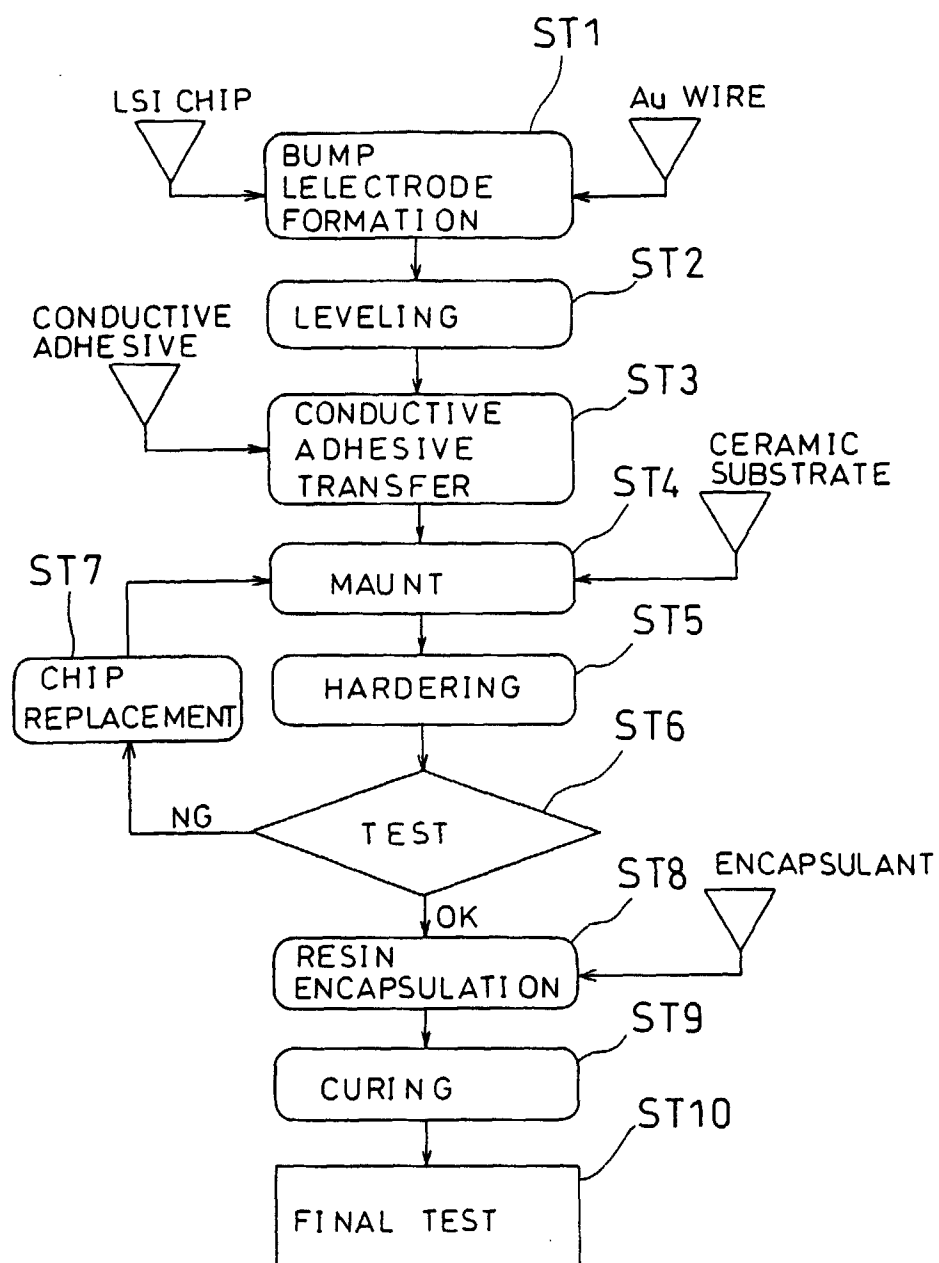 ST1
LSI CHIP
Au WIRE
BUMP
LELECTRODE
FORMATION
ST2
LEVELING
CONDUCTIVE
ADHESIVE
ST3
CONDUCTIVE
ADHESIVE
TRANSFER
CERAMIC
SUBSTRATE
ST4
MAUNT
ST7
CHIP
REPLACEMENT
ST5
HARDERING
ST6
NG
TEST
OK
ENCAPSULANT
ST8
RESIN
ENCAPSULATION
ST9
CURING
ST10
FINAL TEST